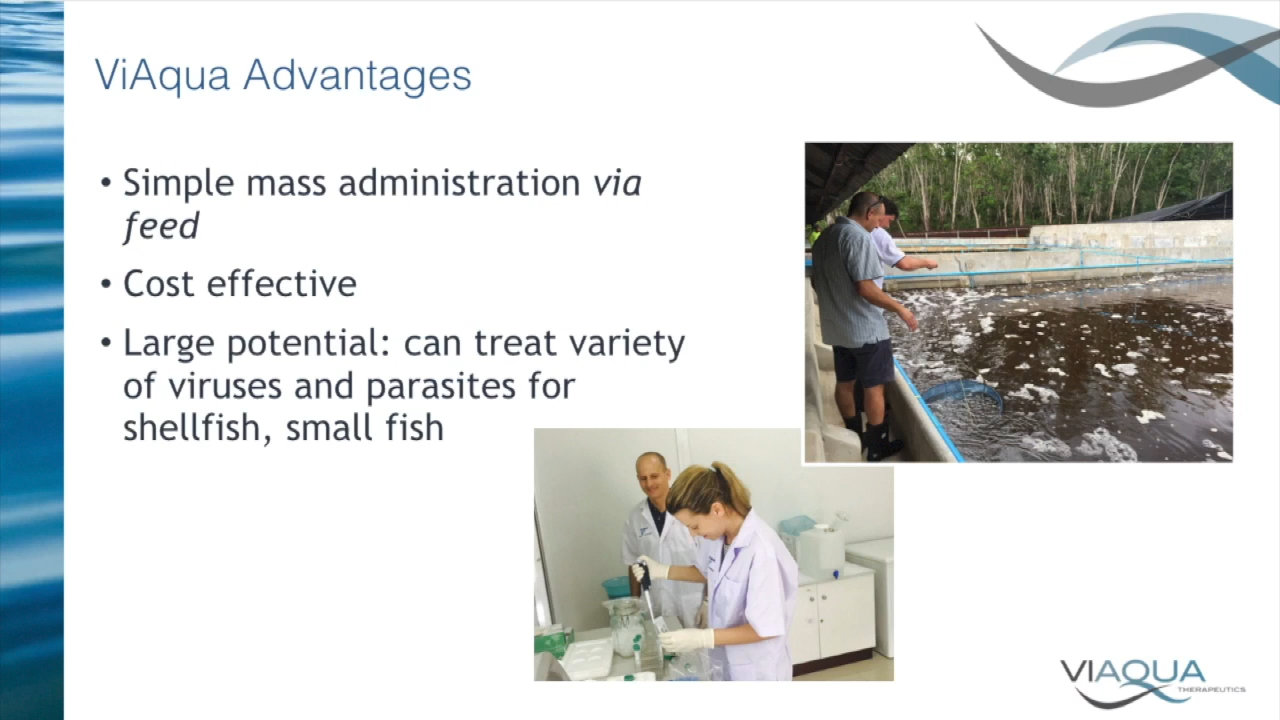 ViAqua Advantages
• Simple mass administration via
feed
• Cost effective
• Large potential: can treat variety
of viruses and parasites for
shellfish, small fish
VIAQUA
THERAPEUTICS